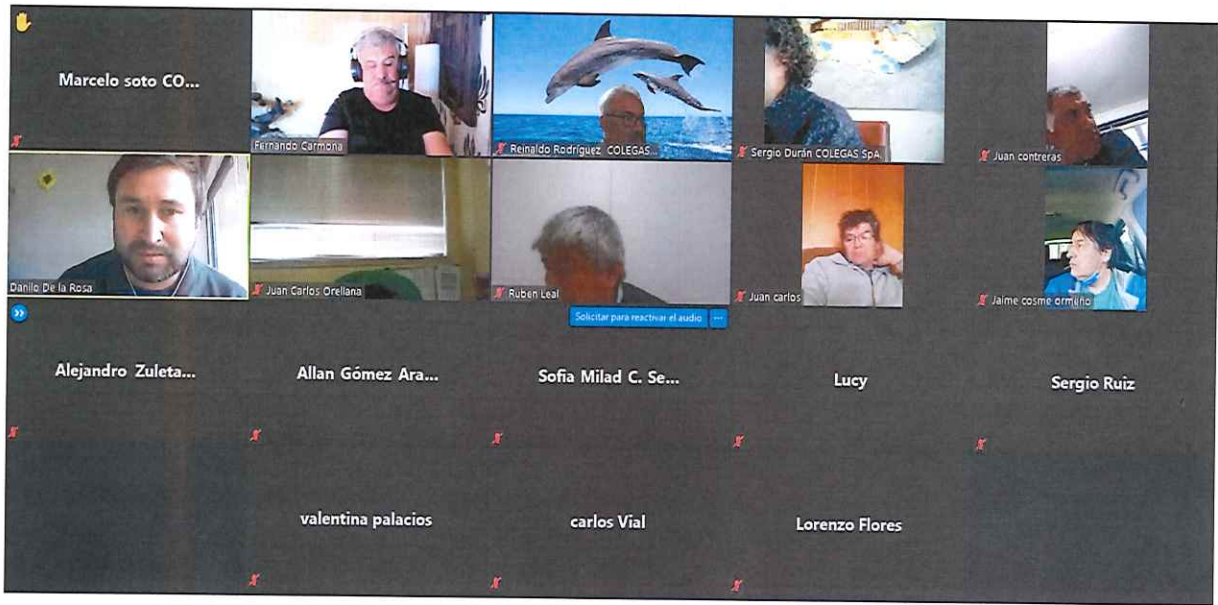 Marcelo soto CO...
Fernando Carmona
Reinaldo Rodríguez COLEGAS...
Sergio Durán COLEGAS SpA
Juan contreras
Danilo De la Rosa
Juan Carlos Orellana
Ruben Leal
Juan carlos
Jaime cosme ormeño
Solicitar para reactivar el audio ...
Alejandro Zuleta...
Allan Gómez Ara...
Sofia Milad C. Se...
Lucy
Sergio Ruiz
valentina palacios
carlos Vial
Lorenzo Flores